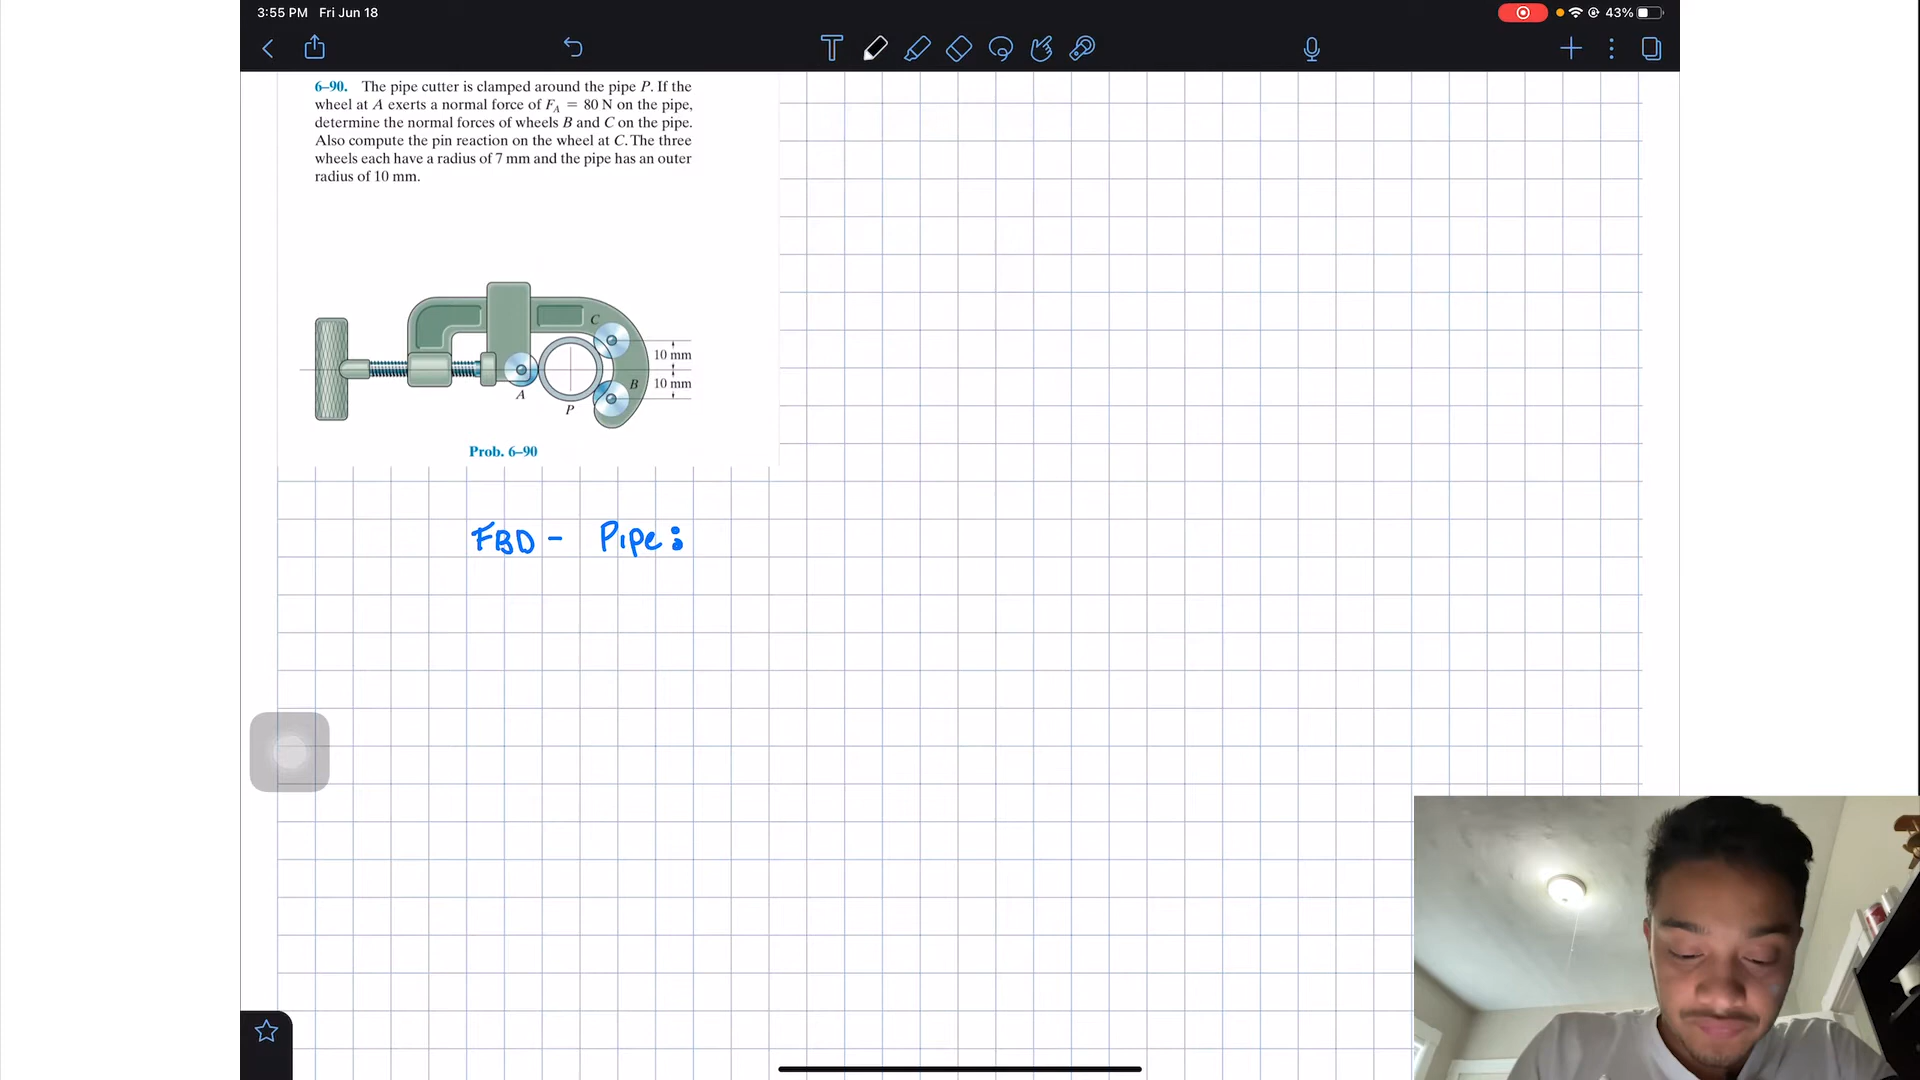 3:55 PM Fri Jun 18
43%
6–90. The pipe cutter is clamped around the pipe P. If the
wheel at A exerts a normal force of F_A = 80 N on the pipe,
determine the normal forces of wheels B and C on the pipe.
Also compute the pin reaction on the wheel at C. The three
wheels each have a radius of 7 mm and the pipe has an outer
radius of 10 mm.
C
10 mm
B 10 mm
A
P
Prob. 6–90
FBD - Pipe: